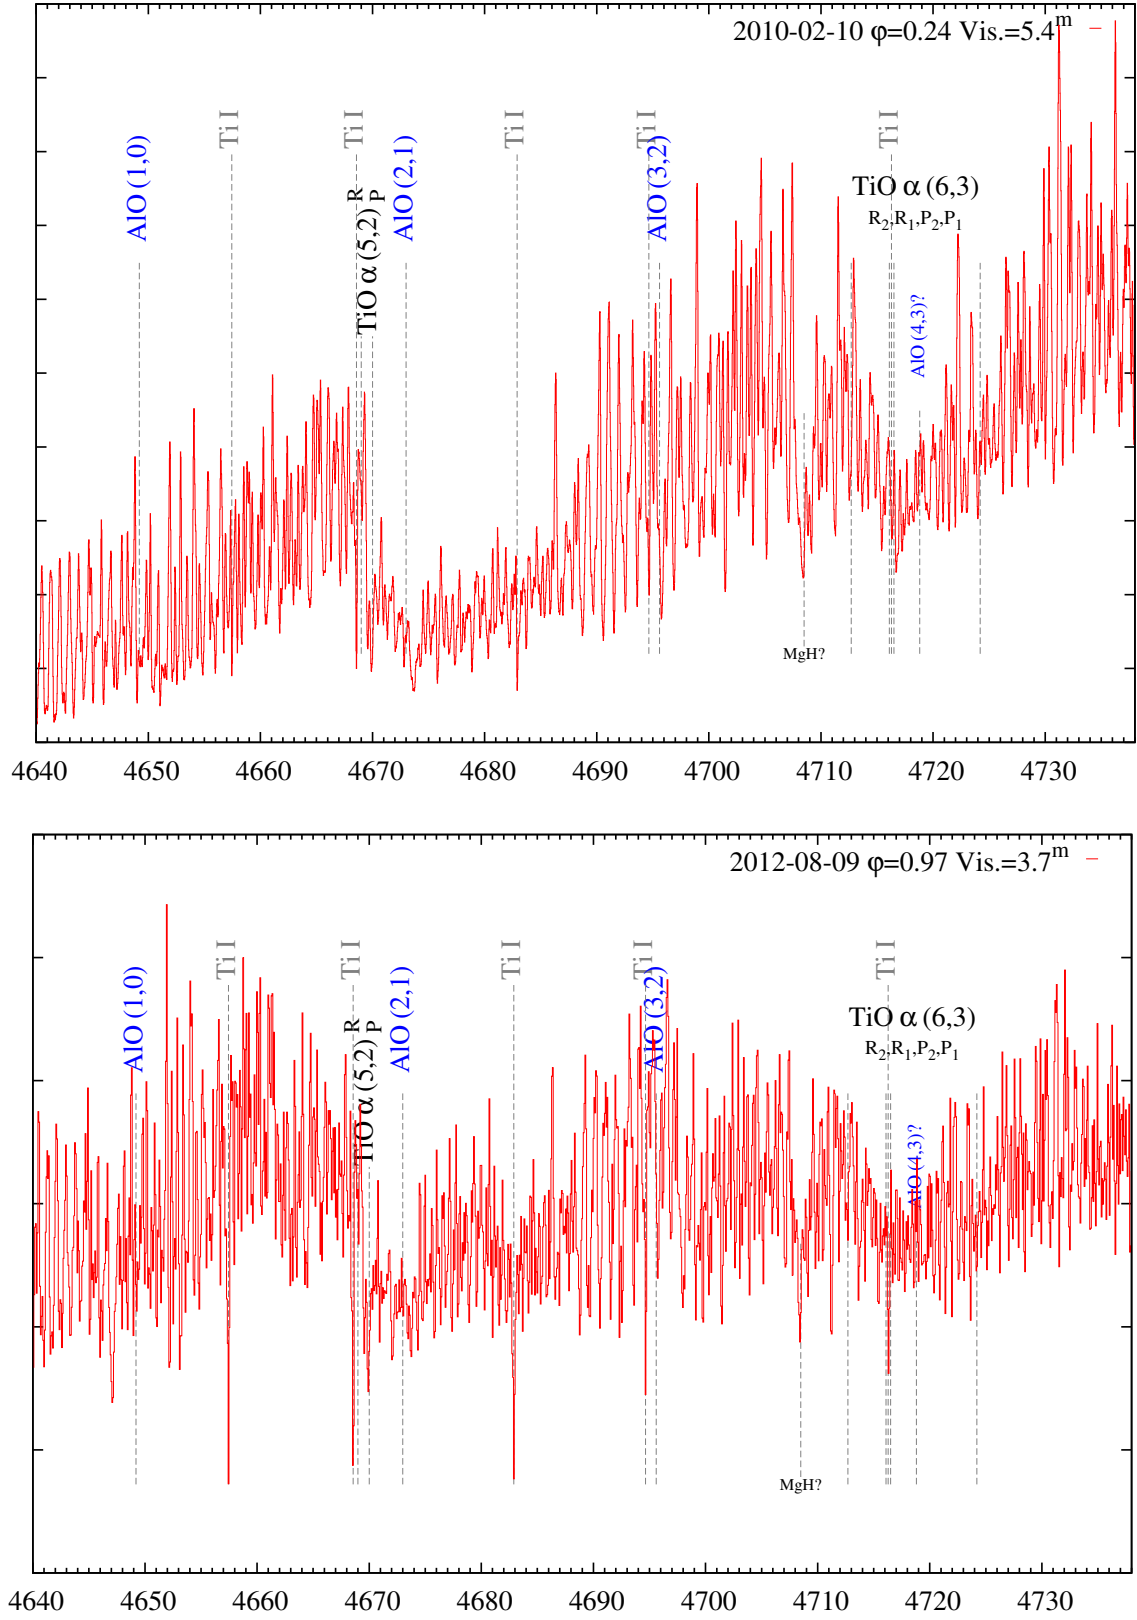 2010-02-10 φ=0.24 Vis.=5.4m
Ti I Ti I Ti I Ti I Ti I
AlO (1,0) TiO α (5,2) R P AlO (2,1) AlO (3,2) TiO α (6,3)
R2,R1,P2,P1
AlO (4,3)?
MgH?
4640 4650 4660 4670 4680 4690 4700 4710 4720 4730
2012-08-09 φ=0.97 Vis.=3.7m
Ti I Ti I Ti I Ti I Ti I
AlO (1,0) TiO α (5,2) R P AlO (2,1) AlO (3,2) TiO α (6,3)
R2,R1,P2,P1
AlO (4,3)?
MgH?
4640 4650 4660 4670 4680 4690 4700 4710 4720 4730